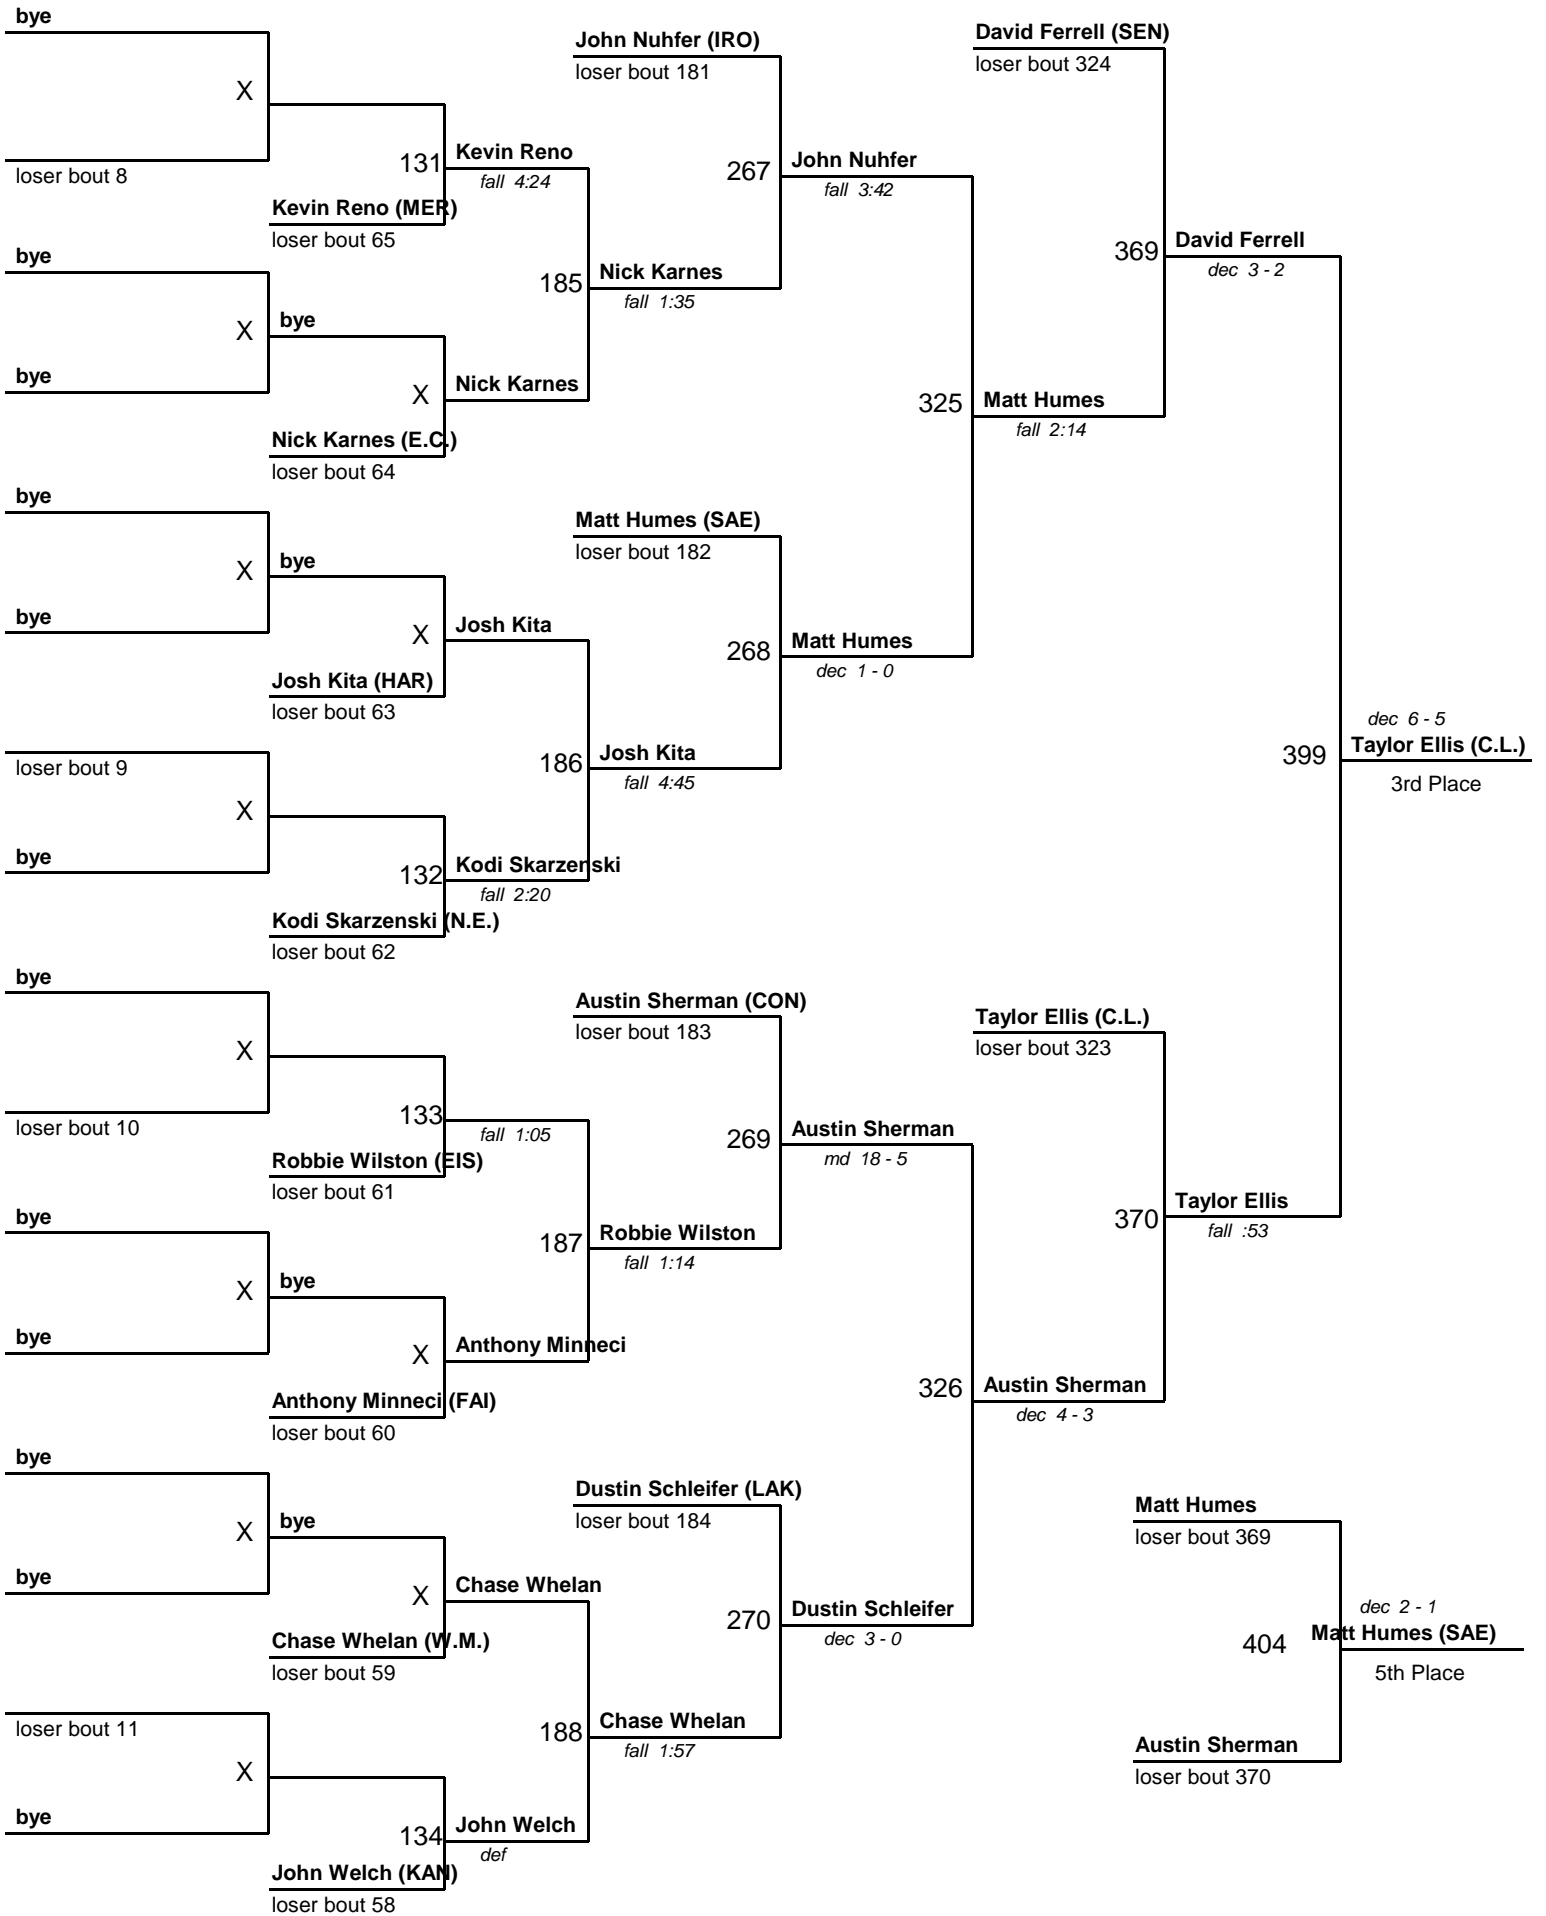 bye
X
loser bout 8
bye
X
bye
bye
X
bye
loser bout 9
X
bye
bye
X
loser bout 10
bye
X
bye
bye
X
bye
loser bout 11
X
bye
131
Kevin Reno (MER)
loser bout 65
bye
X
Nick Karnes (E.C.)
loser bout 64
bye
X
Josh Kita (HAR)
loser bout 63
132
Kodi Skarzenski (N.E.)
loser bout 62
133
Robbie Wilston (EIS)
loser bout 61
bye
X
Anthony Minneci (FAI)
loser bout 60
bye
X
Chase Whelan (W.M.)
loser bout 59
134
John Welch (KAN)
loser bout 58
Kevin Reno
fall 4:24
185
Nick Karnes
Josh Kita
186
Kodi Skarzenski
fall 2:20
fall 1:05
187
Anthony Minneci
Chase Whelan
188
John Welch
def
John Nuhfer (IRO)
loser bout 181
267
Nick Karnes
fall 1:35
Matt Humes (SAE)
loser bout 182
268
Josh Kita
fall 4:45
Austin Sherman (CON)
loser bout 183
269
Robbie Wilston
fall 1:14
Dustin Schleifer (LAK)
loser bout 184
270
Chase Whelan
fall 1:57
John Nuhfer
fall 3:42
325
Matt Humes
dec 1 - 0
Austin Sherman
md 18 - 5
326
Dustin Schleifer
dec 3 - 0
David Ferrell (SEN)
loser bout 324
369
Matt Humes
fall 2:14
Taylor Ellis (C.L.)
loser bout 323
370
Austin Sherman
dec 4 - 3
David Ferrell
dec 3 - 2
399
Taylor Ellis
fall :53
dec 6 - 5
Taylor Ellis (C.L.)
3rd Place
Matt Humes
loser bout 369
404
Austin Sherman
loser bout 370
dec 2 - 1
Matt Humes (SAE)
5th Place